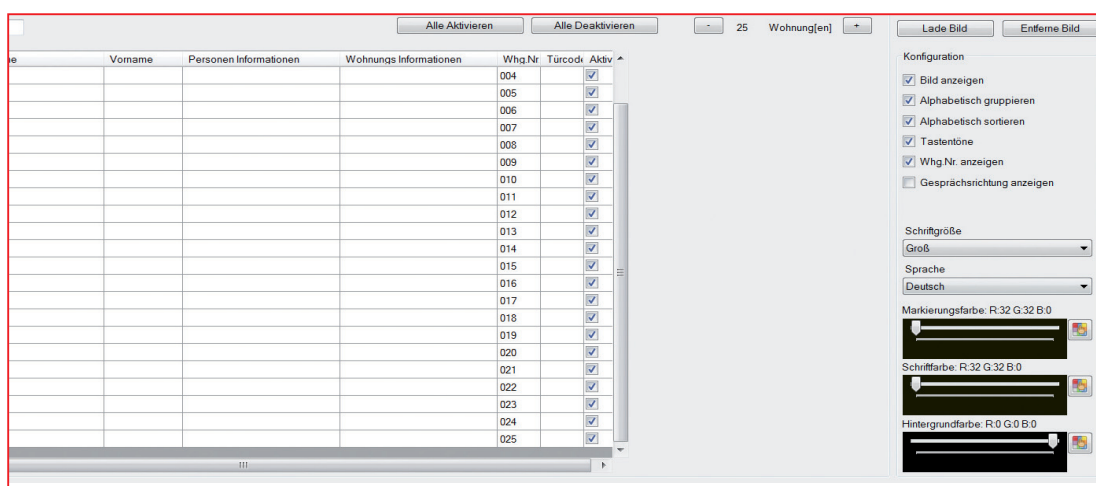 Alle Aktivieren Alle Deaktivieren - 25 Wohnung[en] + Lade Bild Entferne Bild
e Vorname Personen Informationen Wohnungs Informationen Whg.Nr Türcode Aktiv
004
005
006
007
008
009
010
011
012
013
014
015
016
017
018
019
020
021
022
023
024
025
Konfiguration
Bild anzeigen
Alphabetisch gruppieren
Alphabetisch sortieren
Tastentöne
Whg.Nr. anzeigen
Gesprächsrichtung anzeigen
Schriftgröße
Groß
Sprache
Deutsch
Markierungsfarbe: R:32 G:32 B:0
Schriftfarbe: R:32 G:32 B:0
Hintergrundfarbe: R:0 G:0 B:0